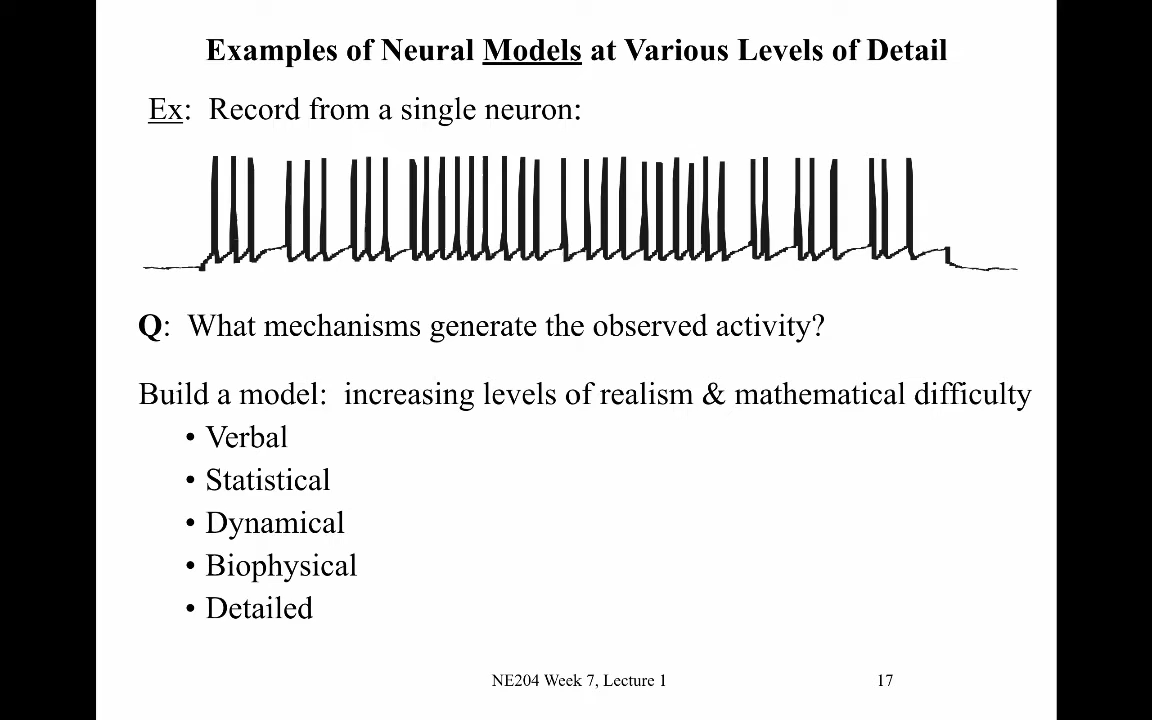 Examples of Neural Models at Various Levels of Detail
Ex: Record from a single neuron:
Q: What mechanisms generate the observed activity?
Build a model: increasing levels of realism & mathematical difficulty
• Verbal
• Statistical
• Dynamical
• Biophysical
• Detailed
NE204 Week 7, Lecture 1
17